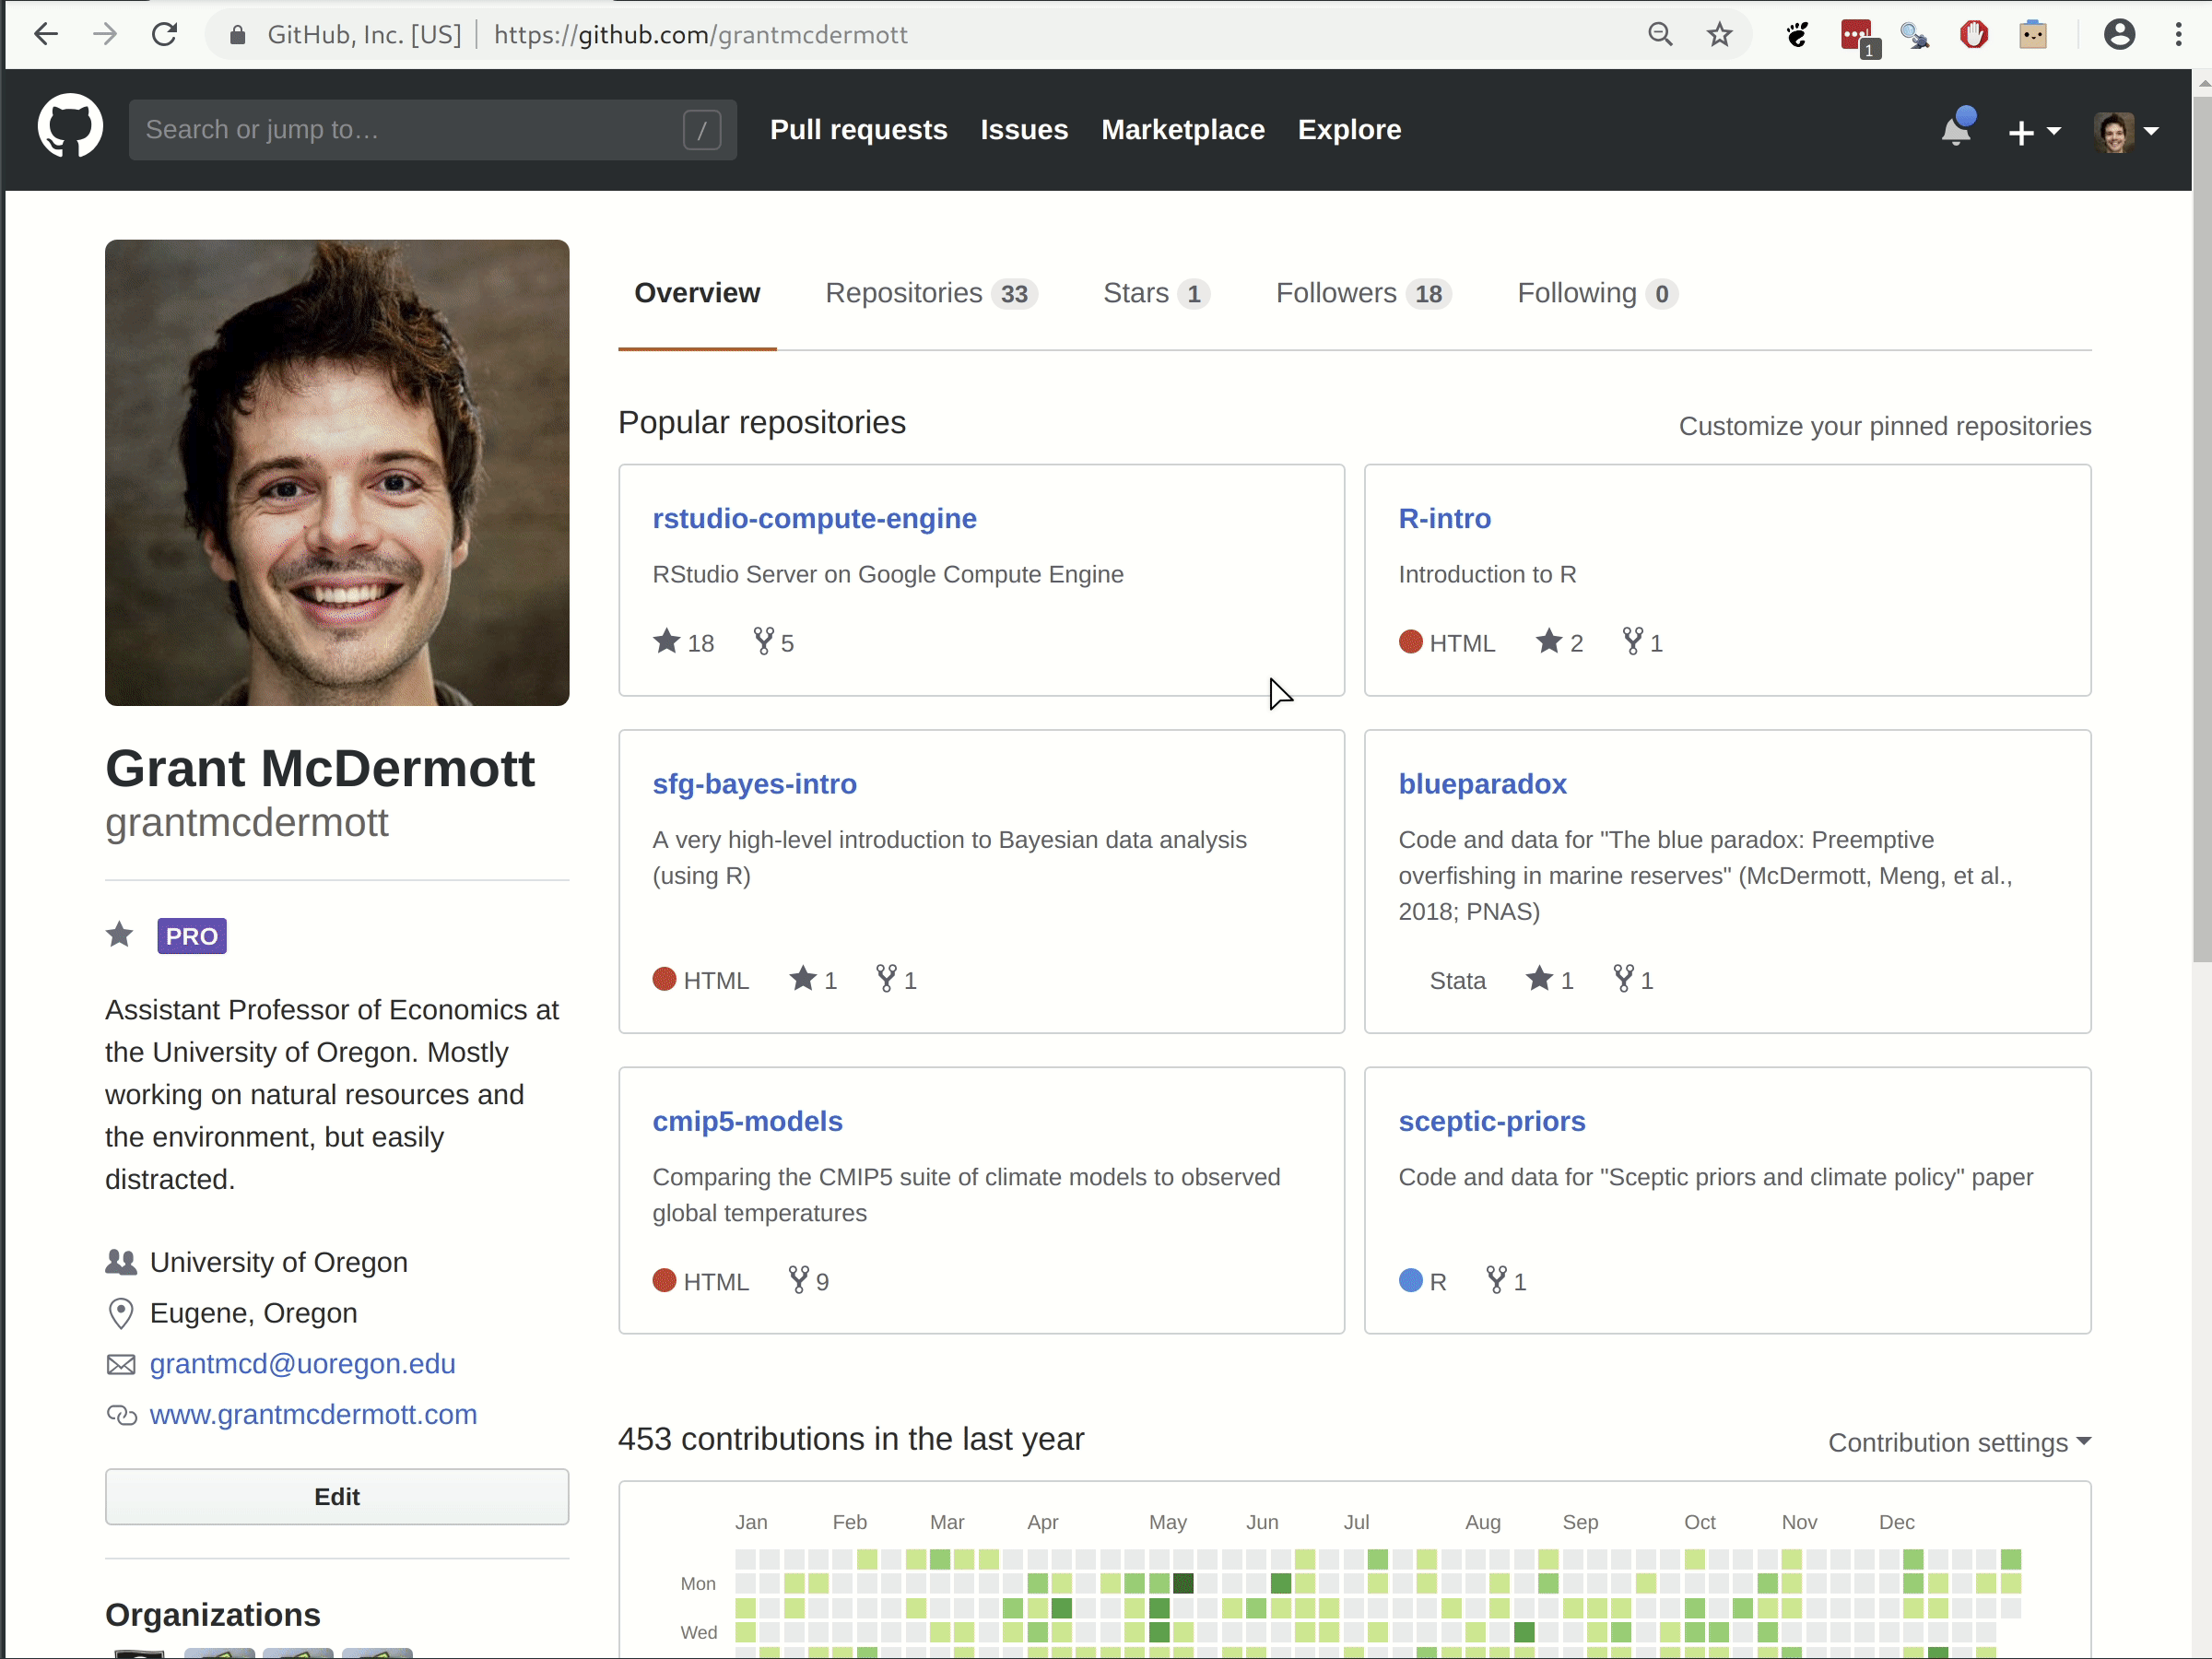 GitHub, Inc. [US] | https://github.com/grantmcdermott
1
Search or jump to…
/
Pull requests Issues Marketplace Explore
Overview Repositories 33 Stars 1 Followers 18 Following 0
Popular repositories
Customize your pinned repositories
rstudio-compute-engine
RStudio Server on Google Compute Engine
18 5
R-intro
Introduction to R
HTML 2 1
sfg-bayes-intro
A very high-level introduction to Bayesian data analysis
(using R)
HTML 1 1
blueparadox
Code and data for "The blue paradox: Preemptive
overfishing in marine reserves" (McDermott, Meng, et al.,
2018; PNAS)
Stata 1 1
cmip5-models
Comparing the CMIP5 suite of climate models to observed
global temperatures
HTML 9
sceptic-priors
Code and data for "Sceptic priors and climate policy" paper
R 1
Grant McDermott
grantmcdermott
PRO
Assistant Professor of Economics at
the University of Oregon. Mostly
working on natural resources and
the environment, but easily
distracted.
University of Oregon
Eugene, Oregon
grantmcd@uoregon.edu
www.grantmcdermott.com
Edit
Organizations
453 contributions in the last year
Contribution settings
Jan Feb Mar Apr May Jun Jul Aug Sep Oct Nov Dec
Mon
Wed